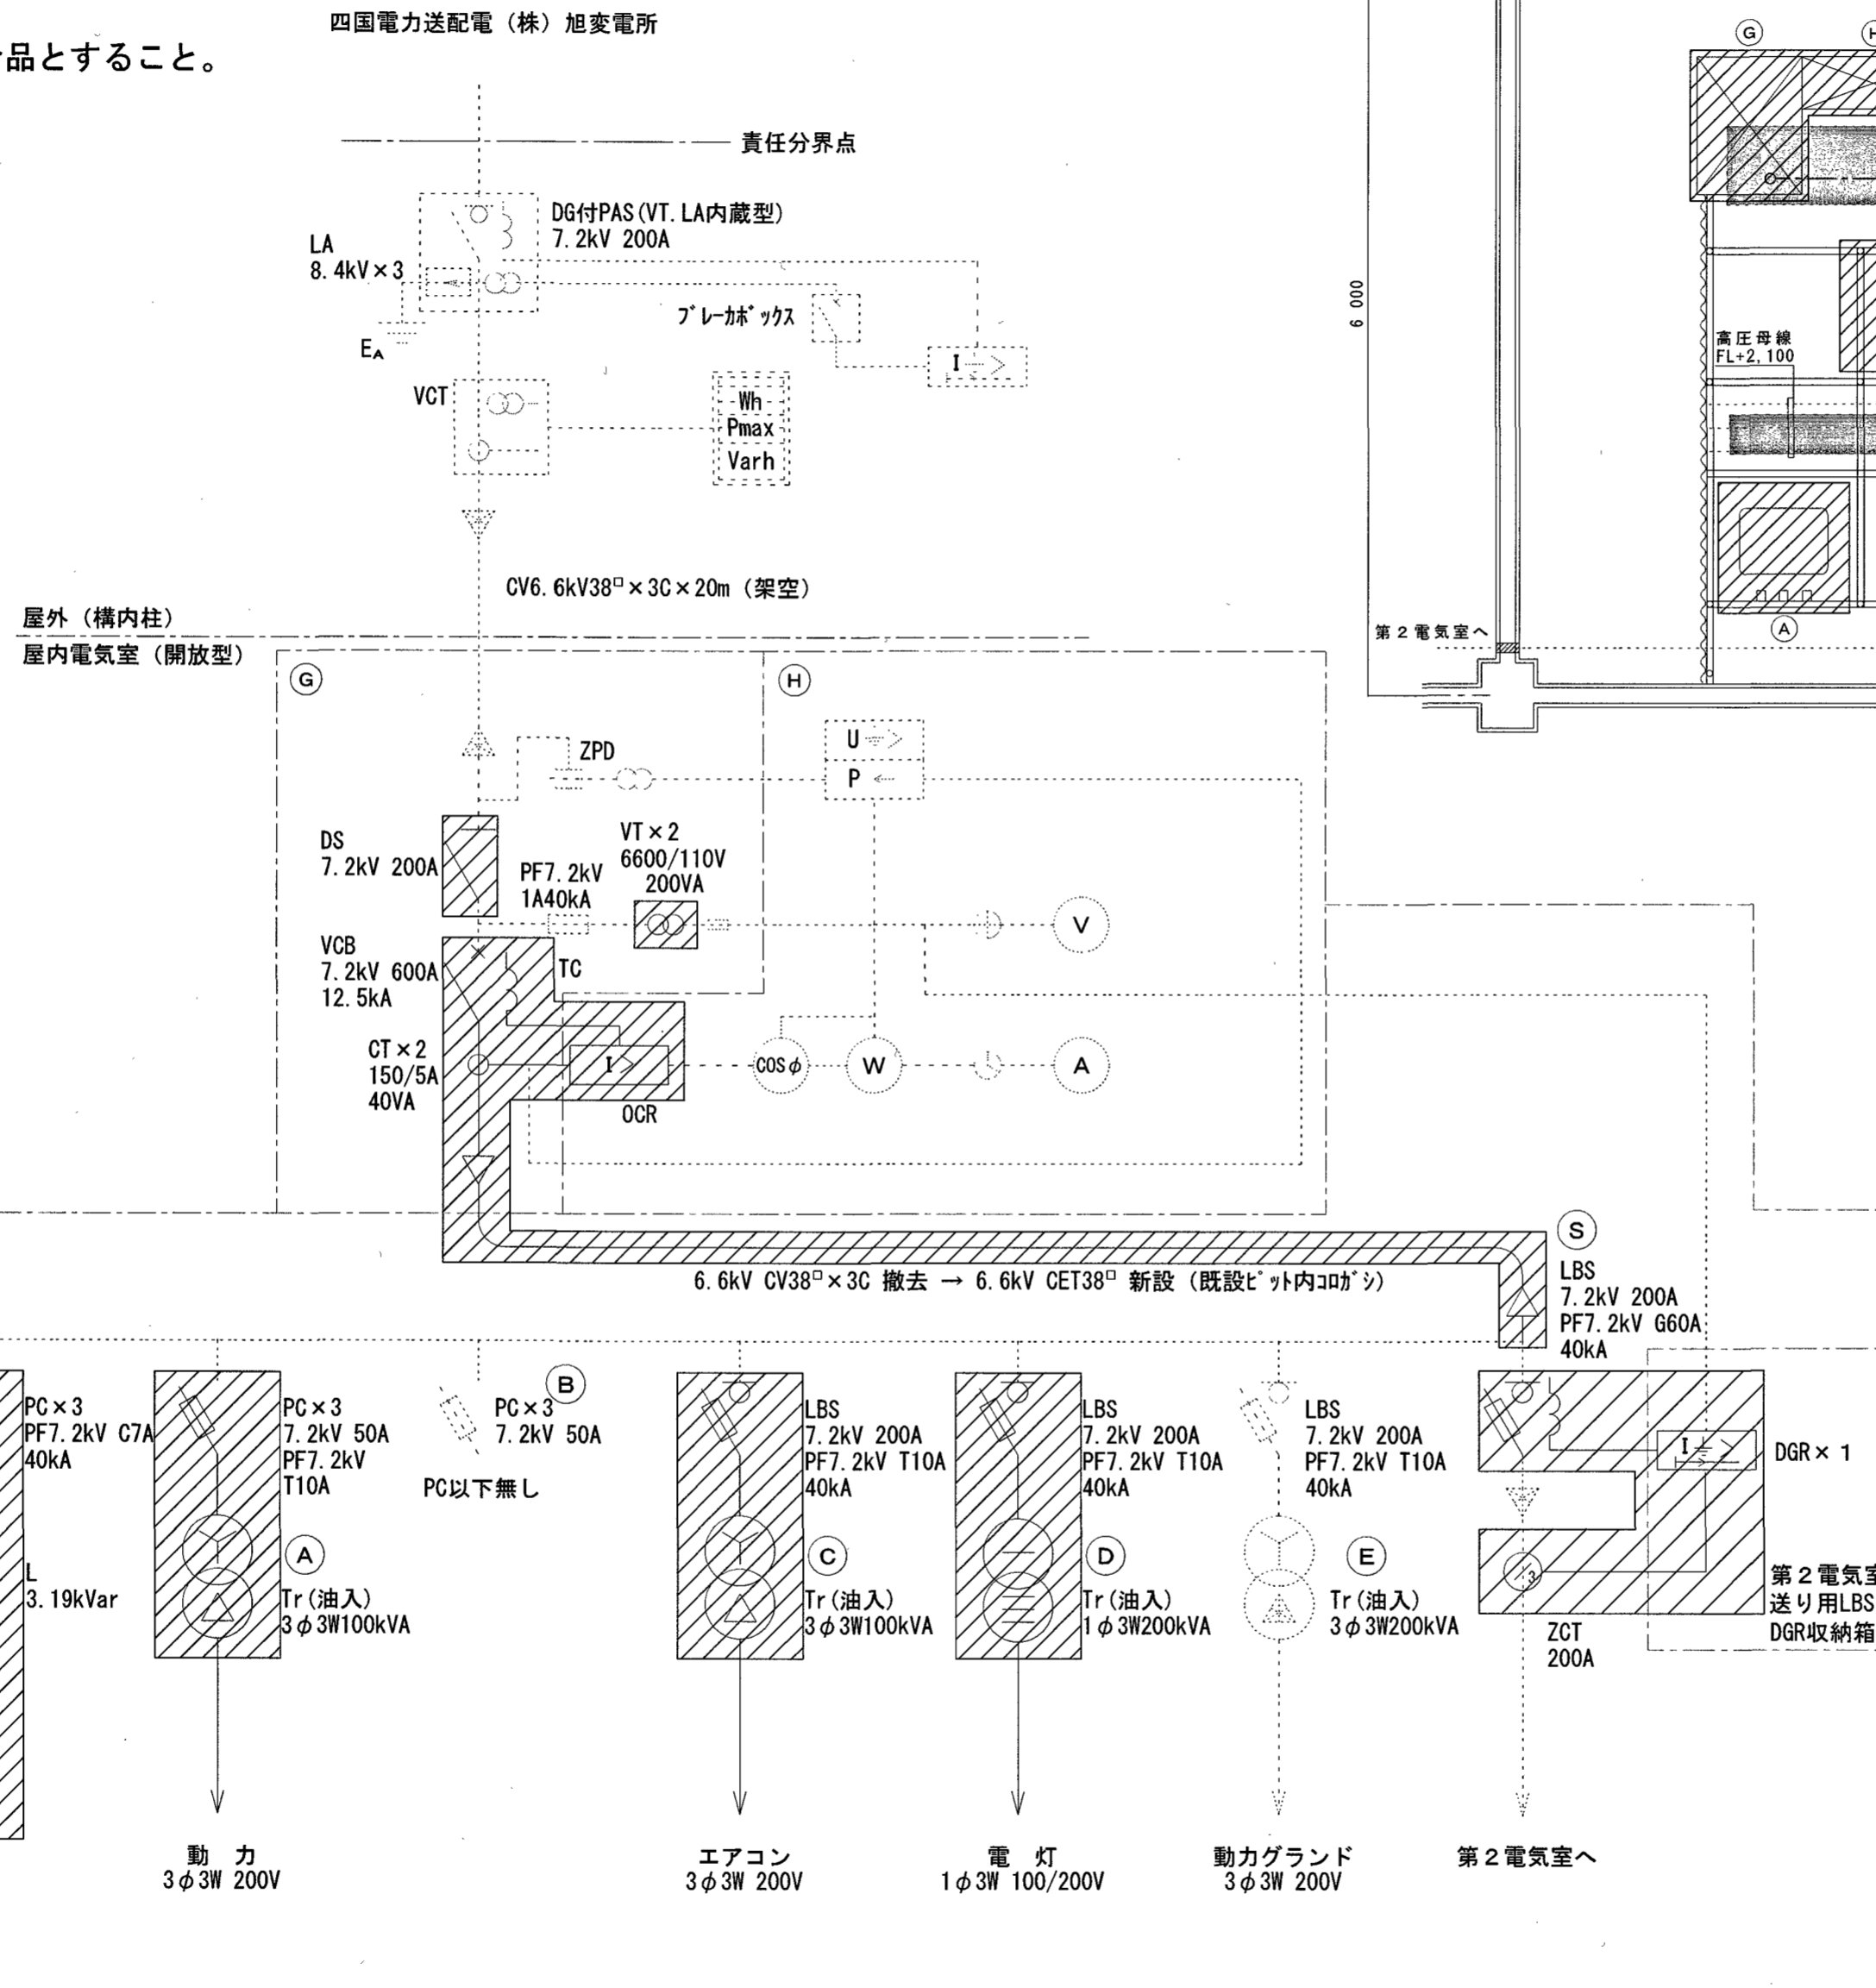 四国電力送配電（株）旭変電所
品とすること。
責任分界点
DG付PAS(VT.LA内蔵型)
7.2kV 200A
LA
8.4kV×3
EA
ブレーカボックス
I
VCT
Wh
Pmax
Varh
CV6.6kV38□×3C×20m（架空）
屋外（構内柱）
屋内電気室（開放型）
G
H
ZPD
U
P
DS
7.2kV 200A
PF7.2kV
1A40kA
VT×2
6600/110V
200VA
V
VCB
7.2kV 600A
12.5kA
TC
CT×2
150/5A
40VA
I>
OCR
COSφ
W
A
6.6kV CV38□×3C 撤去 → 6.6kV CET38□ 新設（既設ピット内コロガシ）
S
LBS
7.2kV 200A
PF7.2kV G60A
40kA
PC×3
PF7.2kV C7A
40kA
L
3.19kVar
PC×3
7.2kV 50A
PF7.2kV
T10A
A
Tr(油入)
3φ3W100kVA
B
PC×3
7.2kV 50A
PC以下無し
LBS
7.2kV 200A
PF7.2kV T10A
40kA
C
Tr(油入)
3φ3W100kVA
LBS
7.2kV 200A
PF7.2kV T10A
40kA
D
Tr(油入)
1φ3W200kVA
LBS
7.2kV 200A
PF7.2kV T10A
40kA
E
Tr(油入)
3φ3W200kVA
I
DGR×1
3
ZCT
200A
第２電気室
送り用LBS
DGR収納箱
動　力
3φ3W 200V
エアコン
3φ3W 200V
電　灯
1φ3W 100/200V
動力グランド
3φ3W 200V
第２電気室へ
G
H
6 000
高圧母線
FL+2,100
A
第２電気室へ